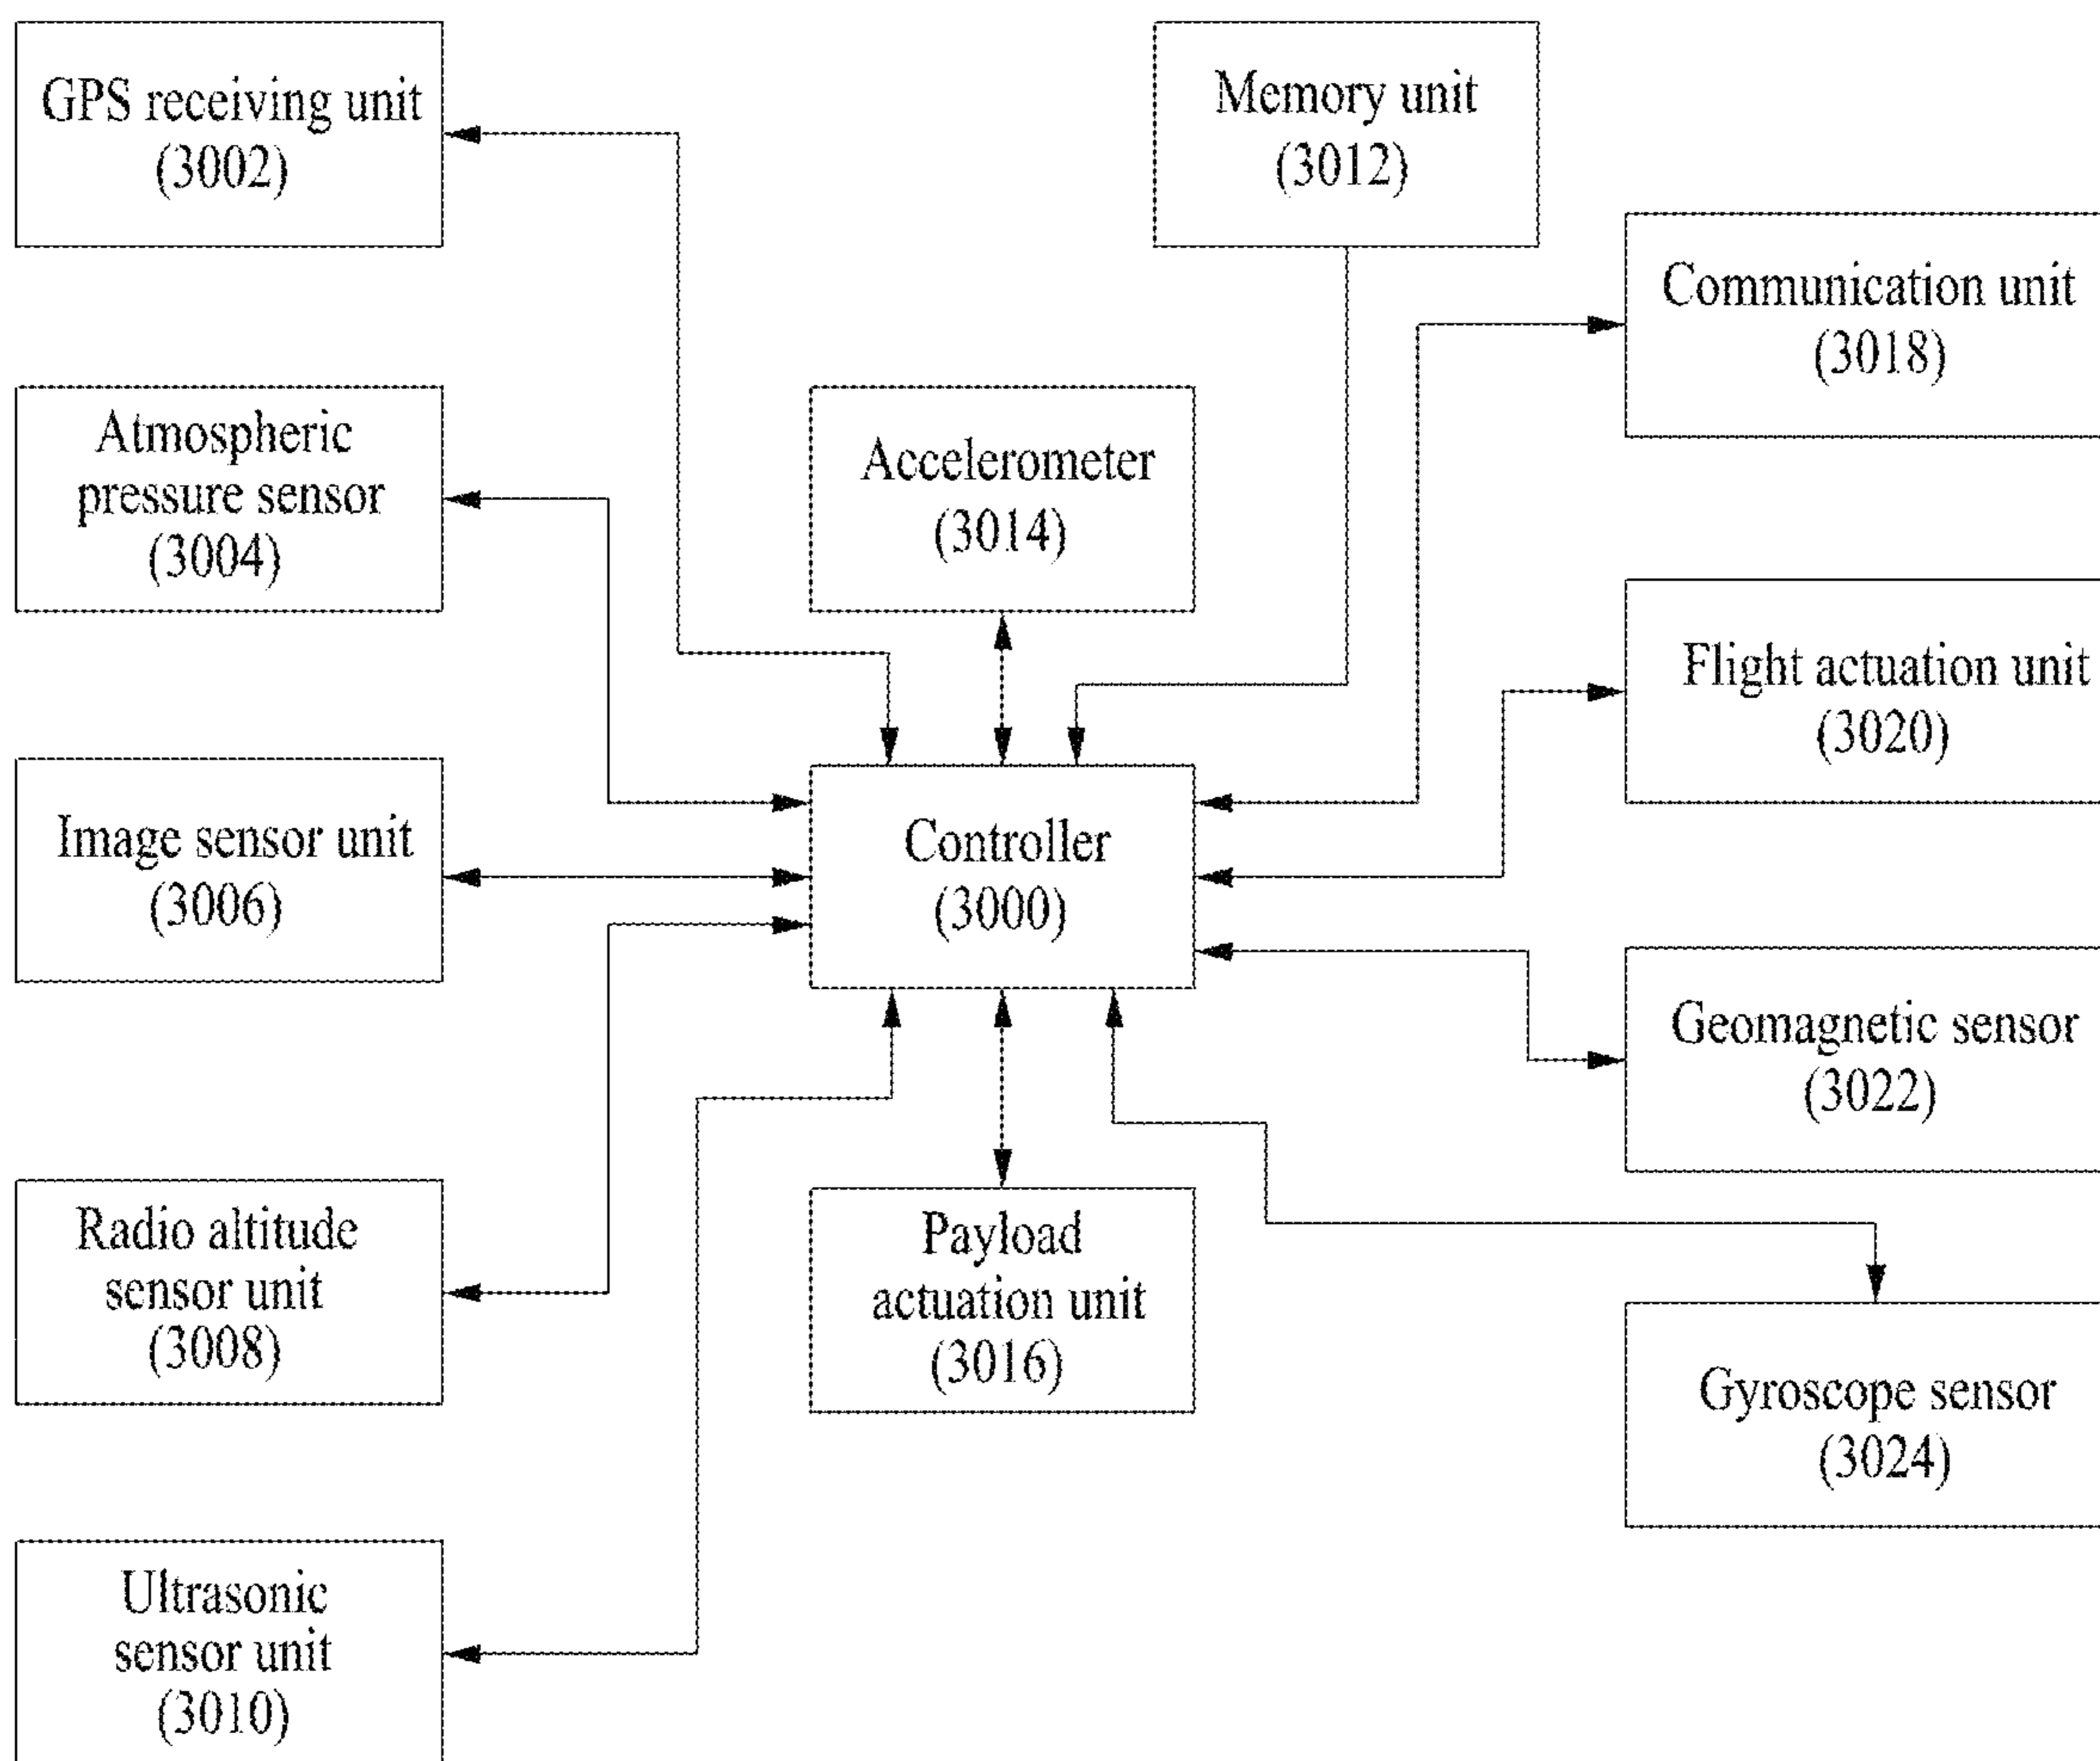 GPS receiving unit
(3002)
Memory unit
(3012)
Communication unit
(3018)
Atmospheric
pressure sensor
(3004)
Accelerometer
(3014)
Flight actuation unit
(3020)
Image sensor unit
(3006)
Controller
(3000)
Geomagnetic sensor
(3022)
Radio altitude
sensor unit
(3008)
Payload
actuation unit
(3016)
Gyroscope sensor
(3024)
Ultrasonic
sensor unit
(3010)